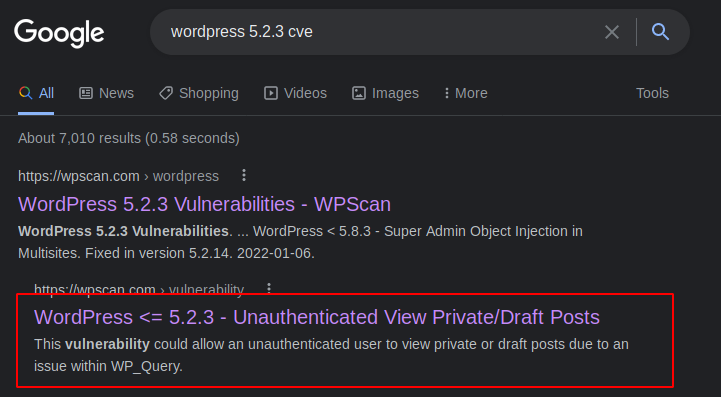 Google
wordpress 5.2.3 cve
All News Shopping Videos Images More Tools
About 7,010 results (0.58 seconds)
https://wpscan.com › wordpress
WordPress 5.2.3 Vulnerabilities - WPScan
WordPress 5.2.3 Vulnerabilities. ... WordPress < 5.8.3 - Super Admin Object Injection in
Multisites. Fixed in version 5.2.14. 2022-01-06.
https://wpscan.com › vulnerability
WordPress <= 5.2.3 - Unauthenticated View Private/Draft Posts
This vulnerability could allow an unauthenticated user to view private or draft posts due to an
issue within WP_Query.